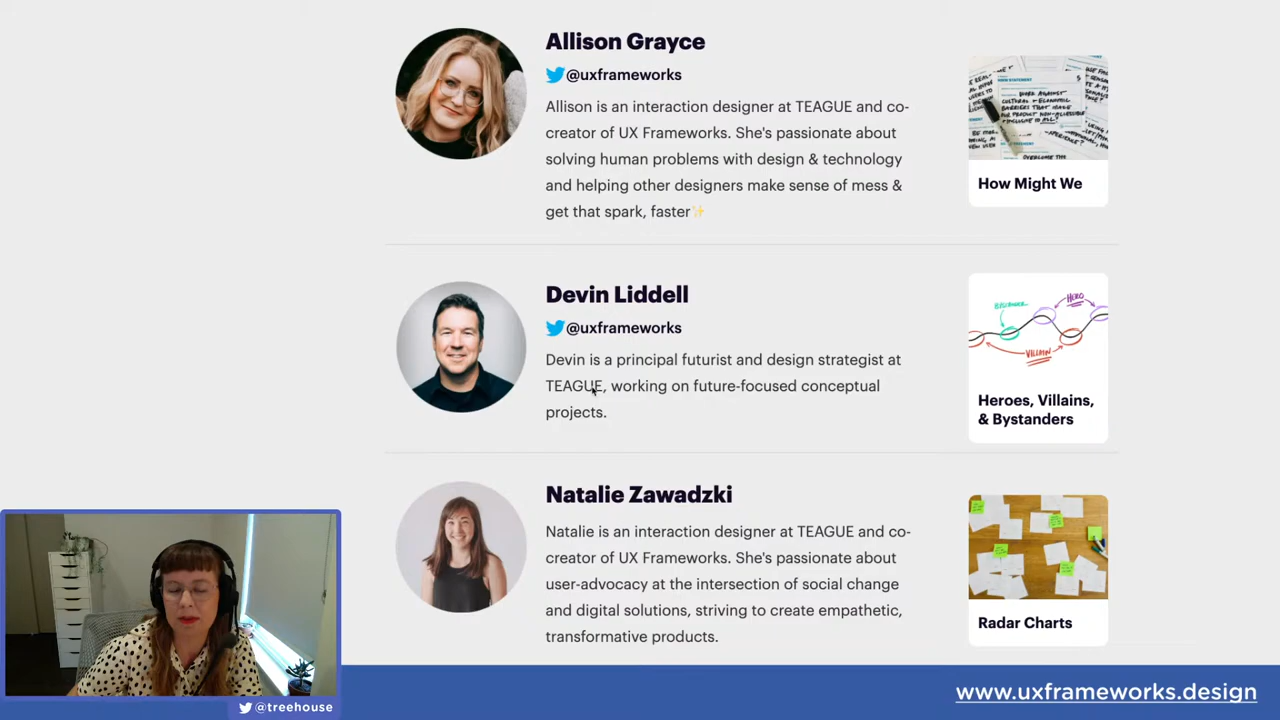 Allison Grayce
@uxframeworks
Allison is an interaction designer at TEAGUE and co-
creator of UX Frameworks. She's passionate about
solving human problems with design & technology
and helping other designers make sense of mess &
get that spark, faster✨
How Might We
Devin Liddell
@uxframeworks
Devin is a principal futurist and design strategist at
TEAGUE, working on future-focused conceptual
projects.
BYSTANDER
HERO
VILLAIN
Heroes, Villains,
& Bystanders
Natalie Zawadzki
Natalie is an interaction designer at TEAGUE and co-
creator of UX Frameworks. She's passionate about
user-advocacy at the intersection of social change
and digital solutions, striving to create empathetic,
transformative products.
Radar Charts
@treehouse
www.uxframeworks.design